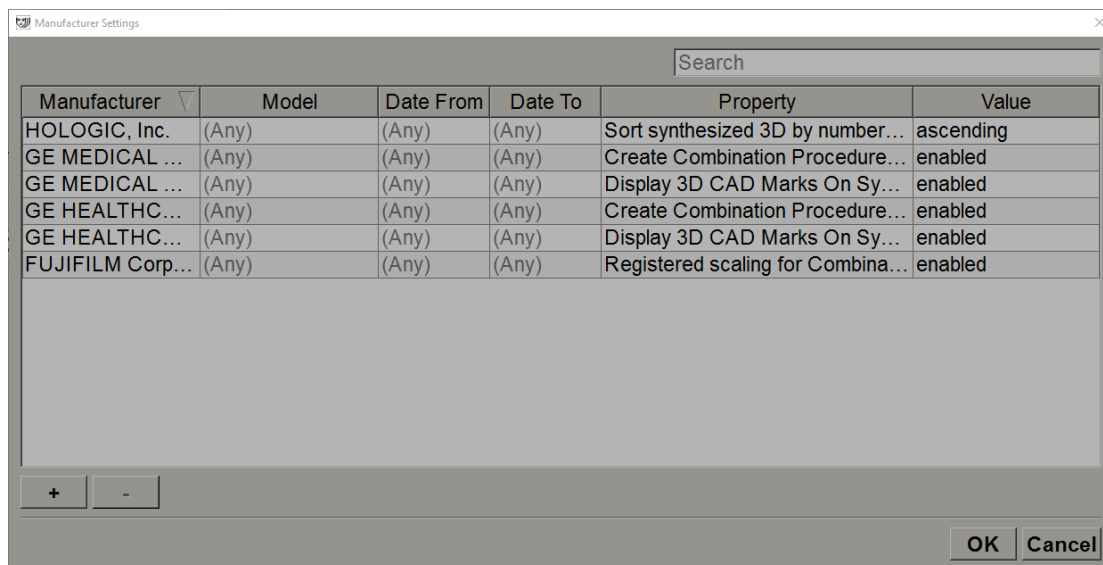 Manufacturer Settings
Search
Manufacturer Model Date From Date To Property Value
HOLOGIC, Inc. (Any) (Any) (Any) Sort synthesized 3D by number... ascending
GE MEDICAL ... (Any) (Any) (Any) Create Combination Procedure... enabled
GE MEDICAL ... (Any) (Any) (Any) Display 3D CAD Marks On Sy... enabled
GE HEALTHC... (Any) (Any) (Any) Create Combination Procedure... enabled
GE HEALTHC... (Any) (Any) (Any) Display 3D CAD Marks On Sy... enabled
FUJIFILM Corp... (Any) (Any) (Any) Registered scaling for Combina... enabled
+ -
OK Cancel